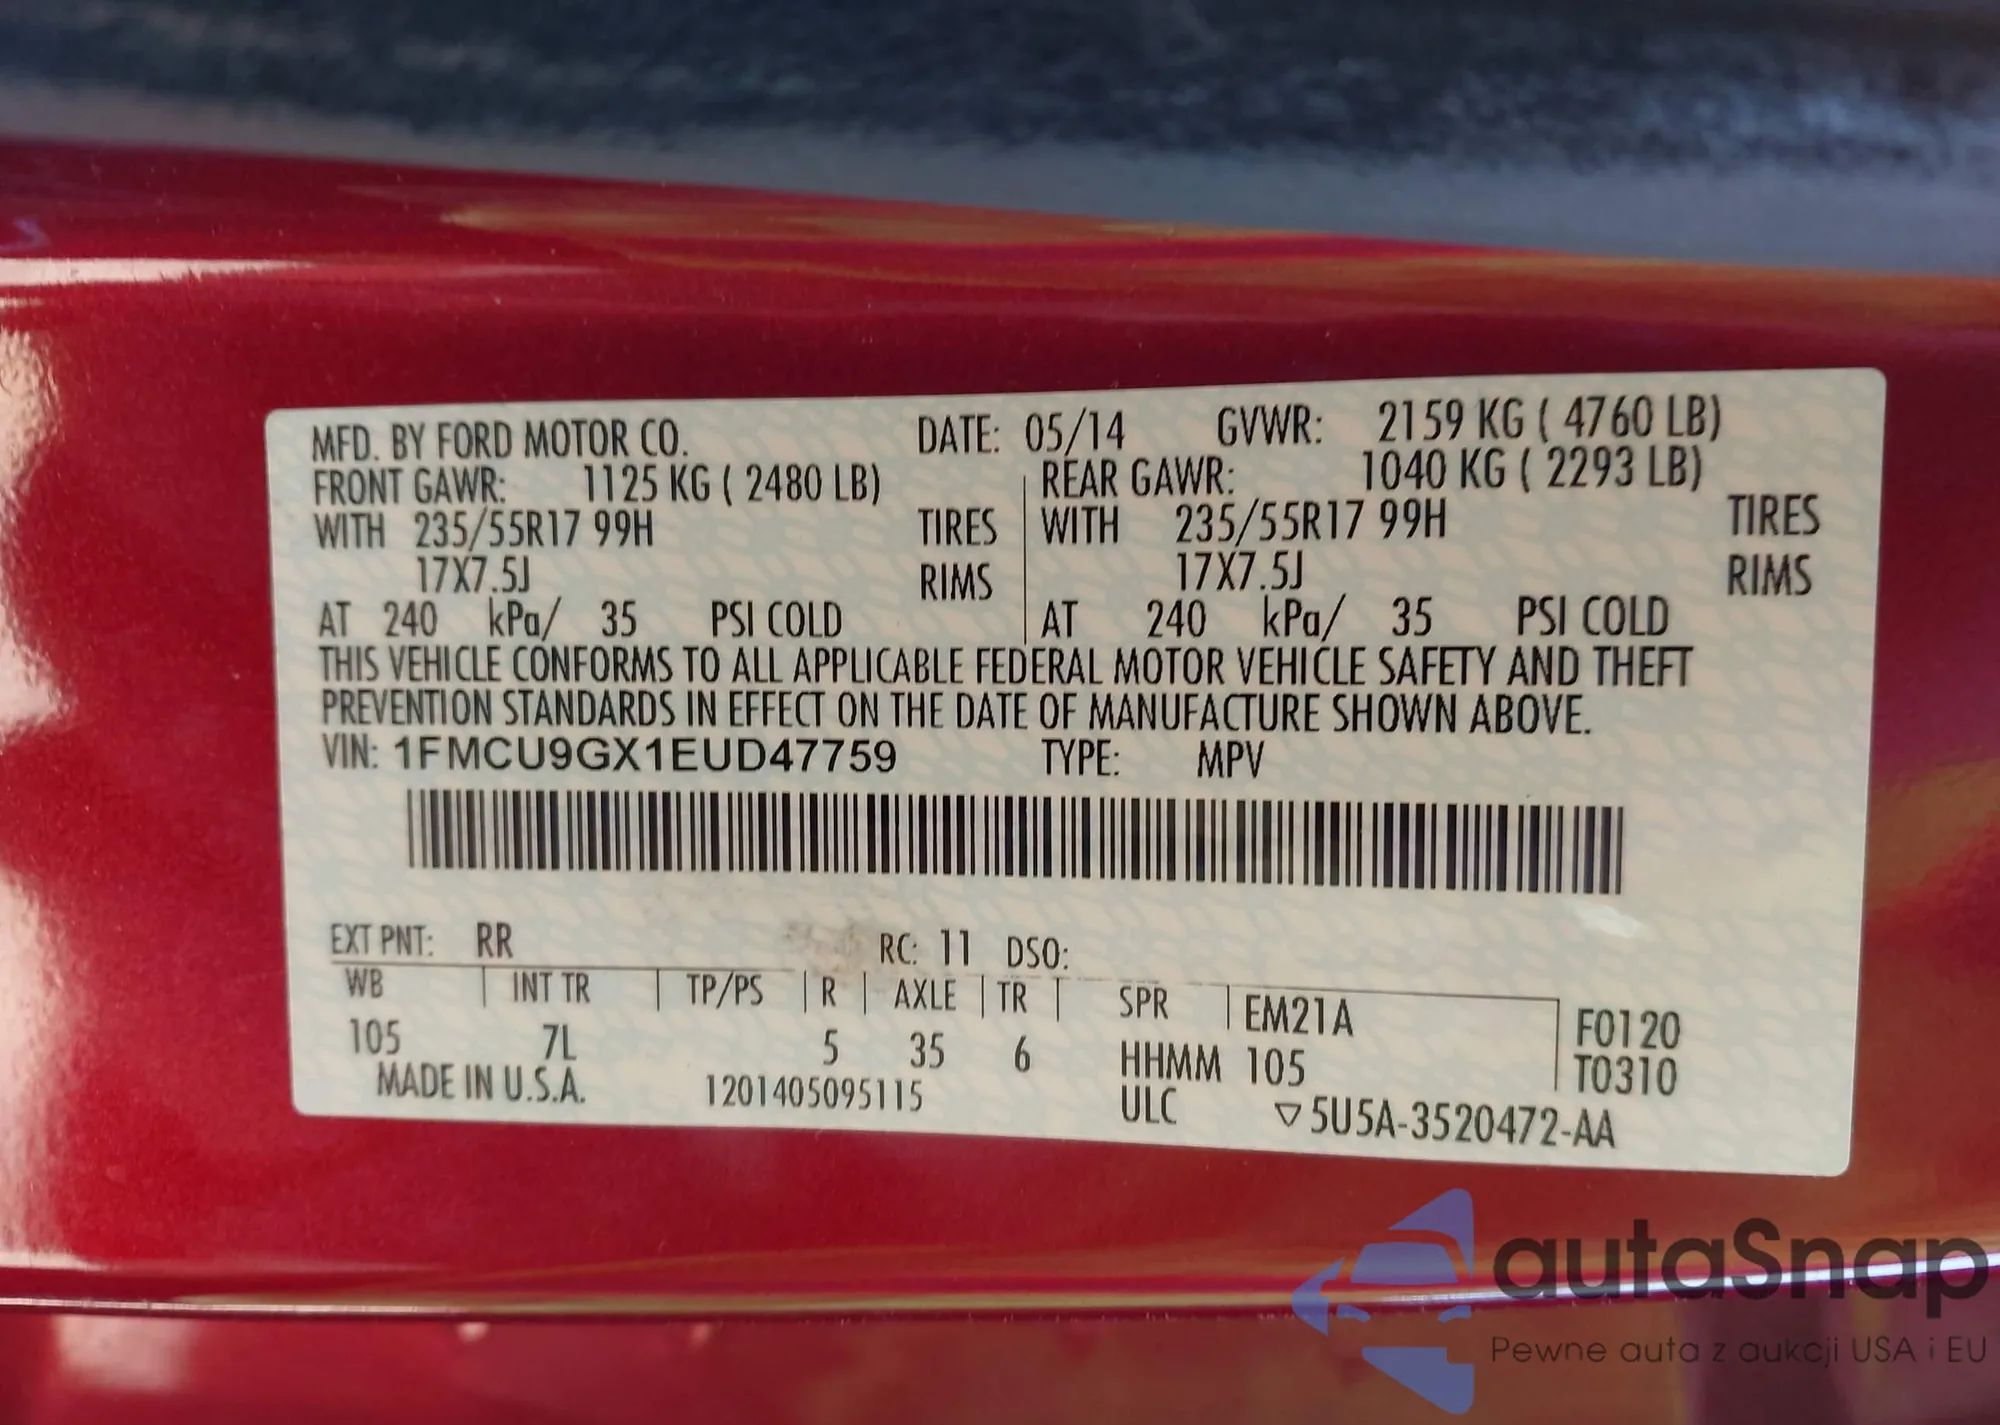 MFD. BY FORD MOTOR CO. DATE: 05/14 GVWR: 2159 KG ( 4760 LB)
FRONT GAWR: 1125 KG ( 2480 LB) REAR GAWR: 1040 KG ( 2293 LB)
WITH 235/55R17 99H TIRES WITH 235/55R17 99H TIRES
17X7.5J RIMS 17X7.5J RIMS
AT 240 kPa/ 35 PSI COLD AT 240 kPa/ 35 PSI COLD
THIS VEHICLE CONFORMS TO ALL APPLICABLE FEDERAL MOTOR VEHICLE SAFETY AND THEFT
PREVENTION STANDARDS IN EFFECT ON THE DATE OF MANUFACTURE SHOWN ABOVE.
VIN: 1FMCU9GX1EUD47759 TYPE: MPV
EXT PNT: RR RC: 11 DSO:
WB INT TR TP/PS R AXLE TR SPR EM21A F0120
105 7L 5 35 6 HHMM 105 T0310
MADE IN U.S.A. 1201405095115 ULC ▽5U5A-3520472-AA
autaSnap
Pewne auta z aukcji USA i EU